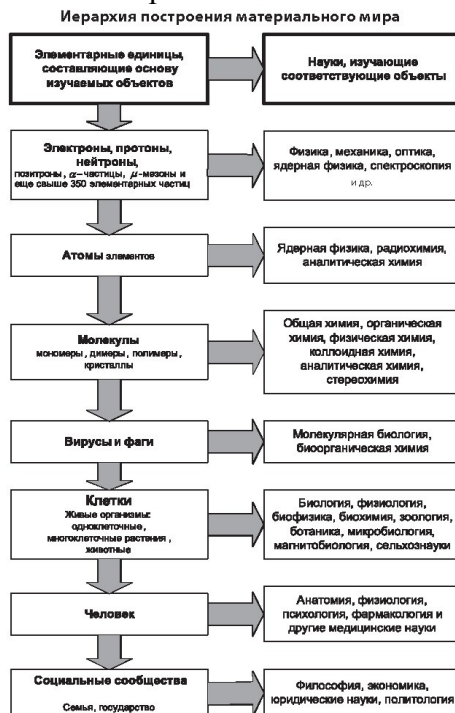 Иерархия построения материального мира
Элементарные единицы,
составляющие основу
изучаемых объектов
Науки, изучающие
соответствующие объекты
Электроны, протоны,
нейтроны,
позитроны, α–частицы, μ–мезоны и
еще свыше 350 элементарных частиц
Физика, механика, оптика,
ядерная физика, спектроскопия
и др.
Атомы элементов
Ядерная физика, радиохимия,
аналитическая химия
Молекулы
мономеры, димеры, полимеры,
кристаллы
Общая химия, органическая
химия, физическая химия,
коллоидная химия,
аналитическая химия,
стереохимия
Вирусы и фаги
Молекулярная биология,
биоорганическая химия
Клетки
Живые организмы:
одноклеточные,
многоклеточные растения,
животные
Биология, физиология,
биофизика, биохимия, зоология,
ботаника, микробиология,
магнитобиология, сельхознауки
Человек
Анатомия, физиология,
психология, фармакология и
другие медицинские науки
Социальные сообщества
Семья, государство
Философия, экономика,
юридические науки, политология